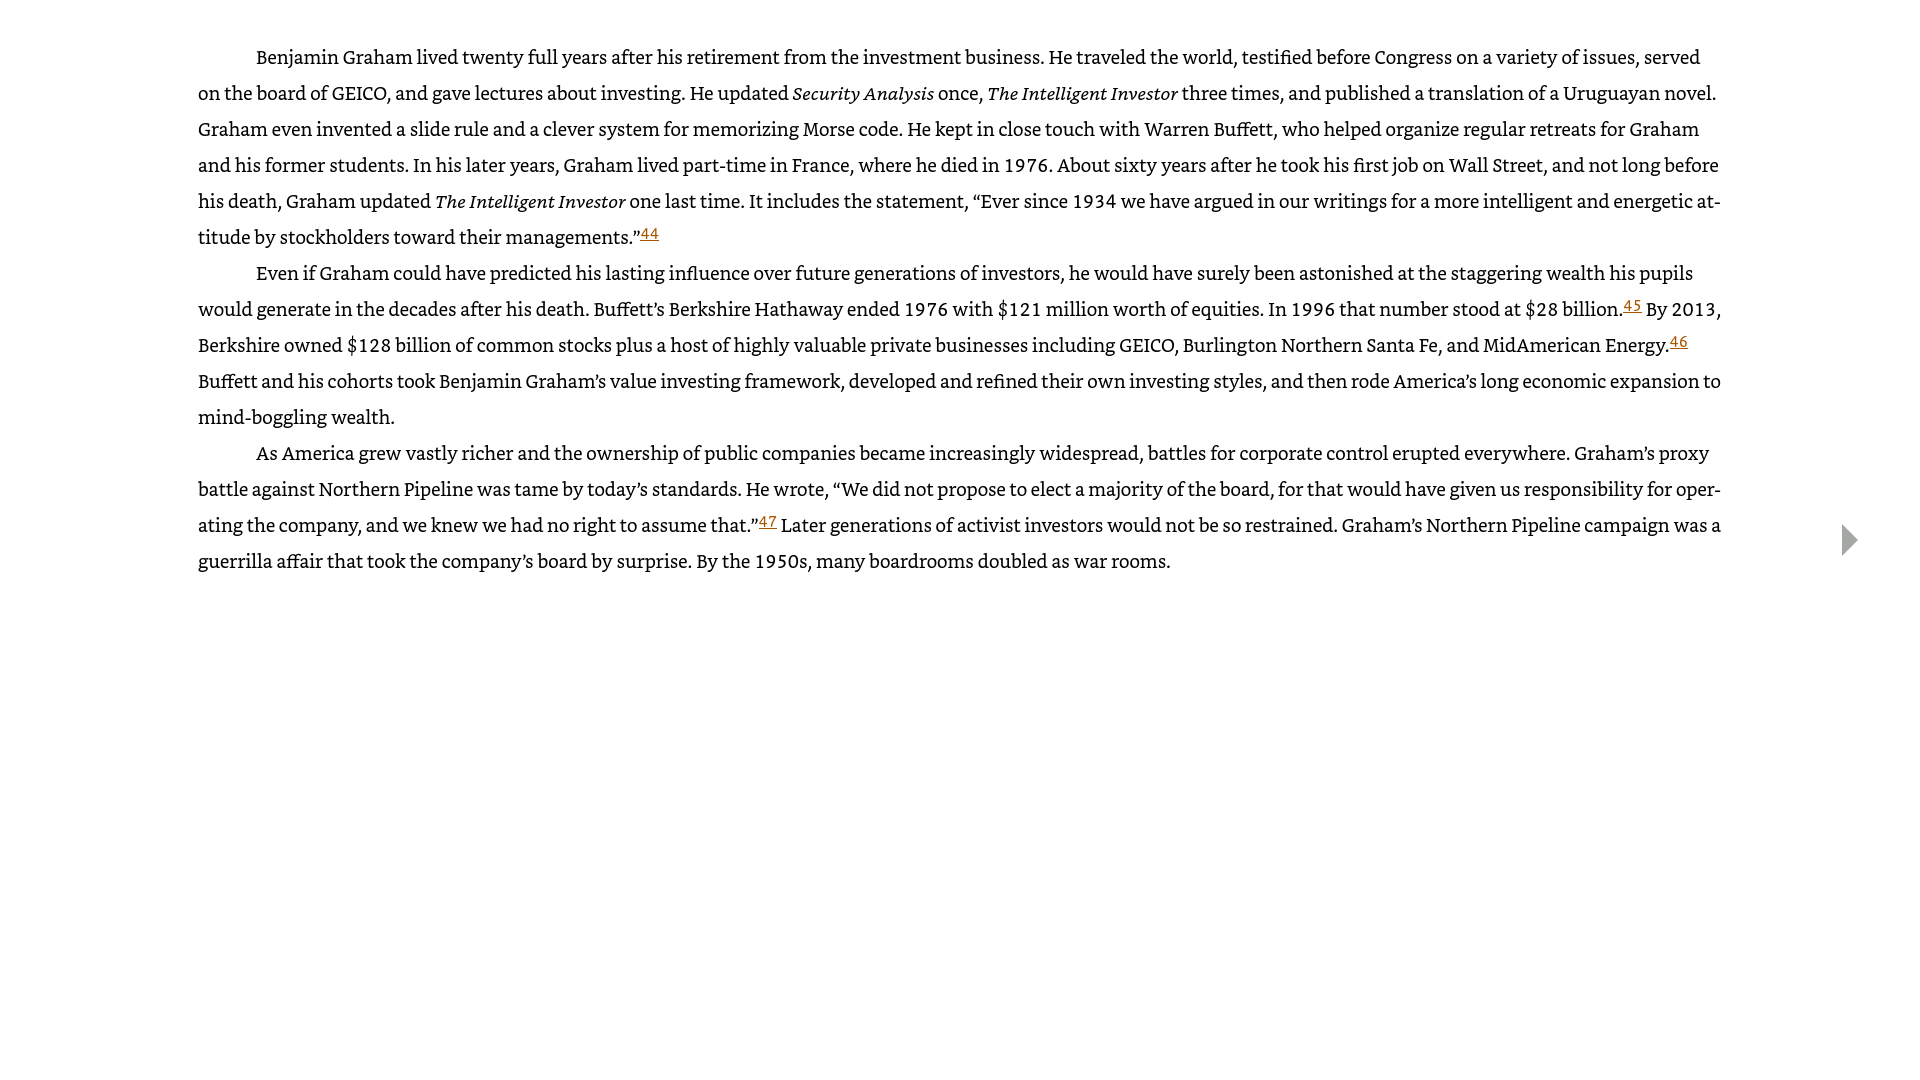 Benjamin Graham lived twenty full years after his retirement from the investment business. He traveled the world, testified before Congress on a variety of issues, served
on the board of GEICO, and gave lectures about investing. He updated Security Analysis once, The Intelligent Investor three times, and published a translation of a Uruguayan novel.
Graham even invented a slide rule and a clever system for memorizing Morse code. He kept in close touch with Warren Buffett, who helped organize regular retreats for Graham
and his former students. In his later years, Graham lived part-time in France, where he died in 1976. About sixty years after he took his first job on Wall Street, and not long before
his death, Graham updated The Intelligent Investor one last time. It includes the statement, “Ever since 1934 we have argued in our writings for a more intelligent and energetic at-
titude by stockholders toward their managements.”44
Even if Graham could have predicted his lasting influence over future generations of investors, he would have surely been astonished at the staggering wealth his pupils
would generate in the decades after his death. Buffett’s Berkshire Hathaway ended 1976 with $121 million worth of equities. In 1996 that number stood at $28 billion.45 By 2013,
Berkshire owned $128 billion of common stocks plus a host of highly valuable private businesses including GEICO, Burlington Northern Santa Fe, and MidAmerican Energy.46
Buffett and his cohorts took Benjamin Graham’s value investing framework, developed and refined their own investing styles, and then rode America’s long economic expansion to
mind-boggling wealth.
As America grew vastly richer and the ownership of public companies became increasingly widespread, battles for corporate control erupted everywhere. Graham’s proxy
battle against Northern Pipeline was tame by today’s standards. He wrote, “We did not propose to elect a majority of the board, for that would have given us responsibility for oper-
ating the company, and we knew we had no right to assume that.”47 Later generations of activist investors would not be so restrained. Graham’s Northern Pipeline campaign was a
guerrilla affair that took the company’s board by surprise. By the 1950s, many boardrooms doubled as war rooms.